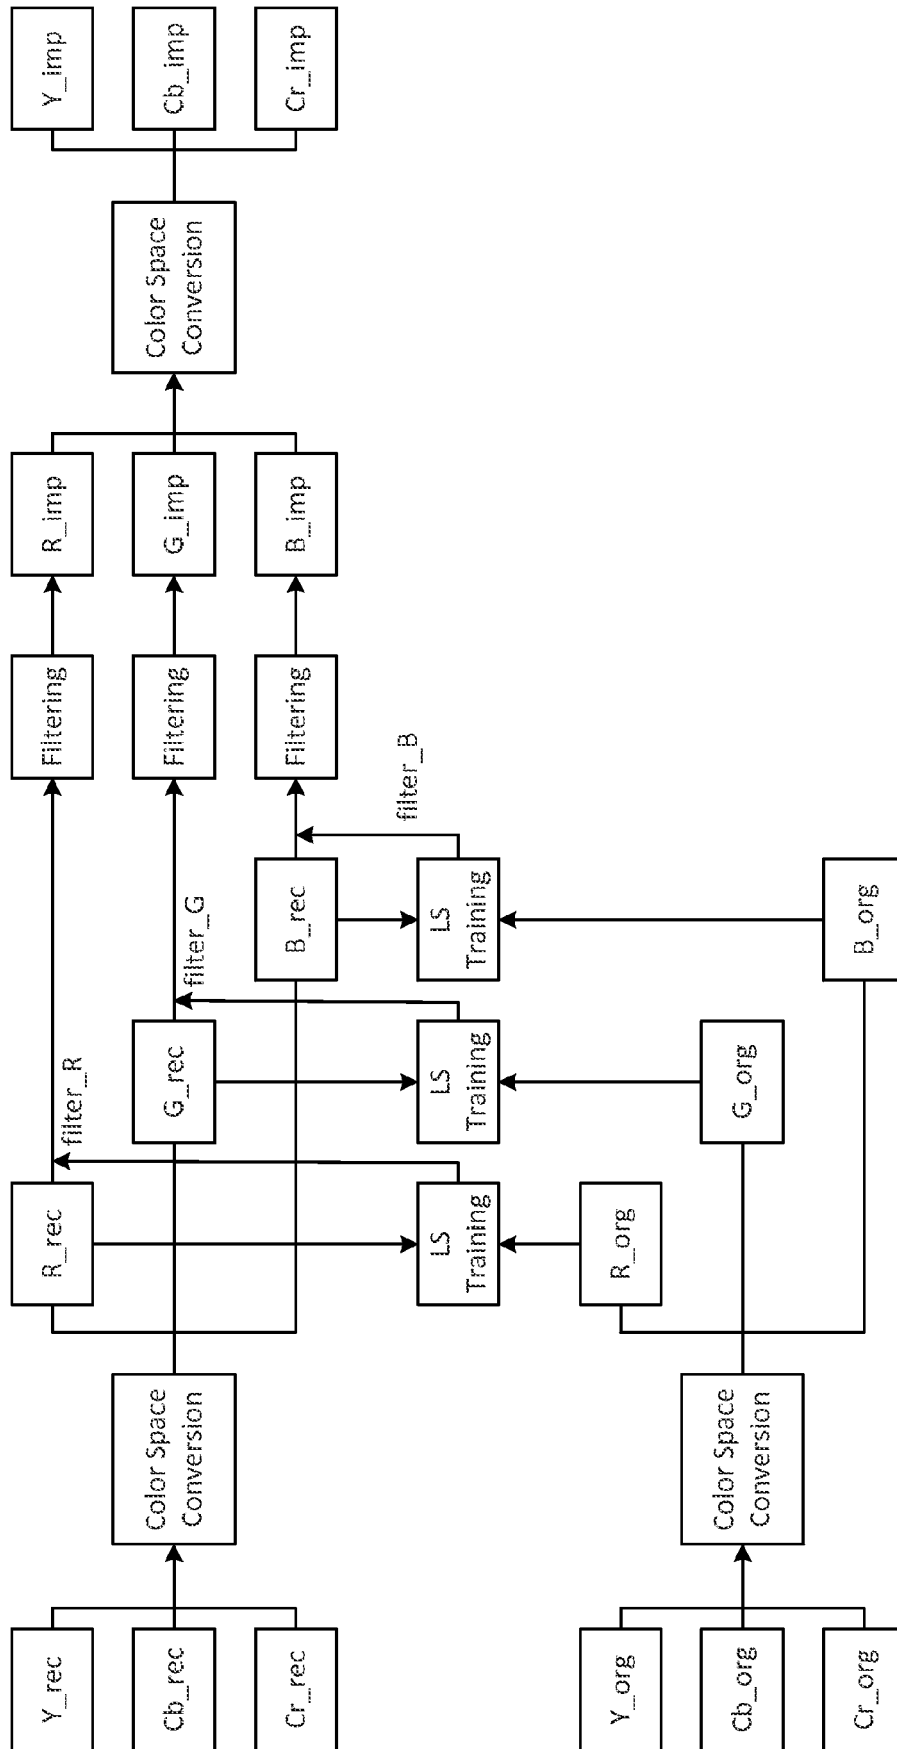 Y_rec
Cb_rec
Cr_rec
Color Space
Conversion
R_rec
G_rec
B_rec
filter_R
filter_G
filter_B
Filtering
Filtering
Filtering
R_imp
G_imp
B_imp
Color Space
Conversion
Y_imp
Cb_imp
Cr_imp
LS
Training
LS
Training
LS
Training
Y_org
Cb_org
Cr_org
Color Space
Conversion
R_org
G_org
B_org